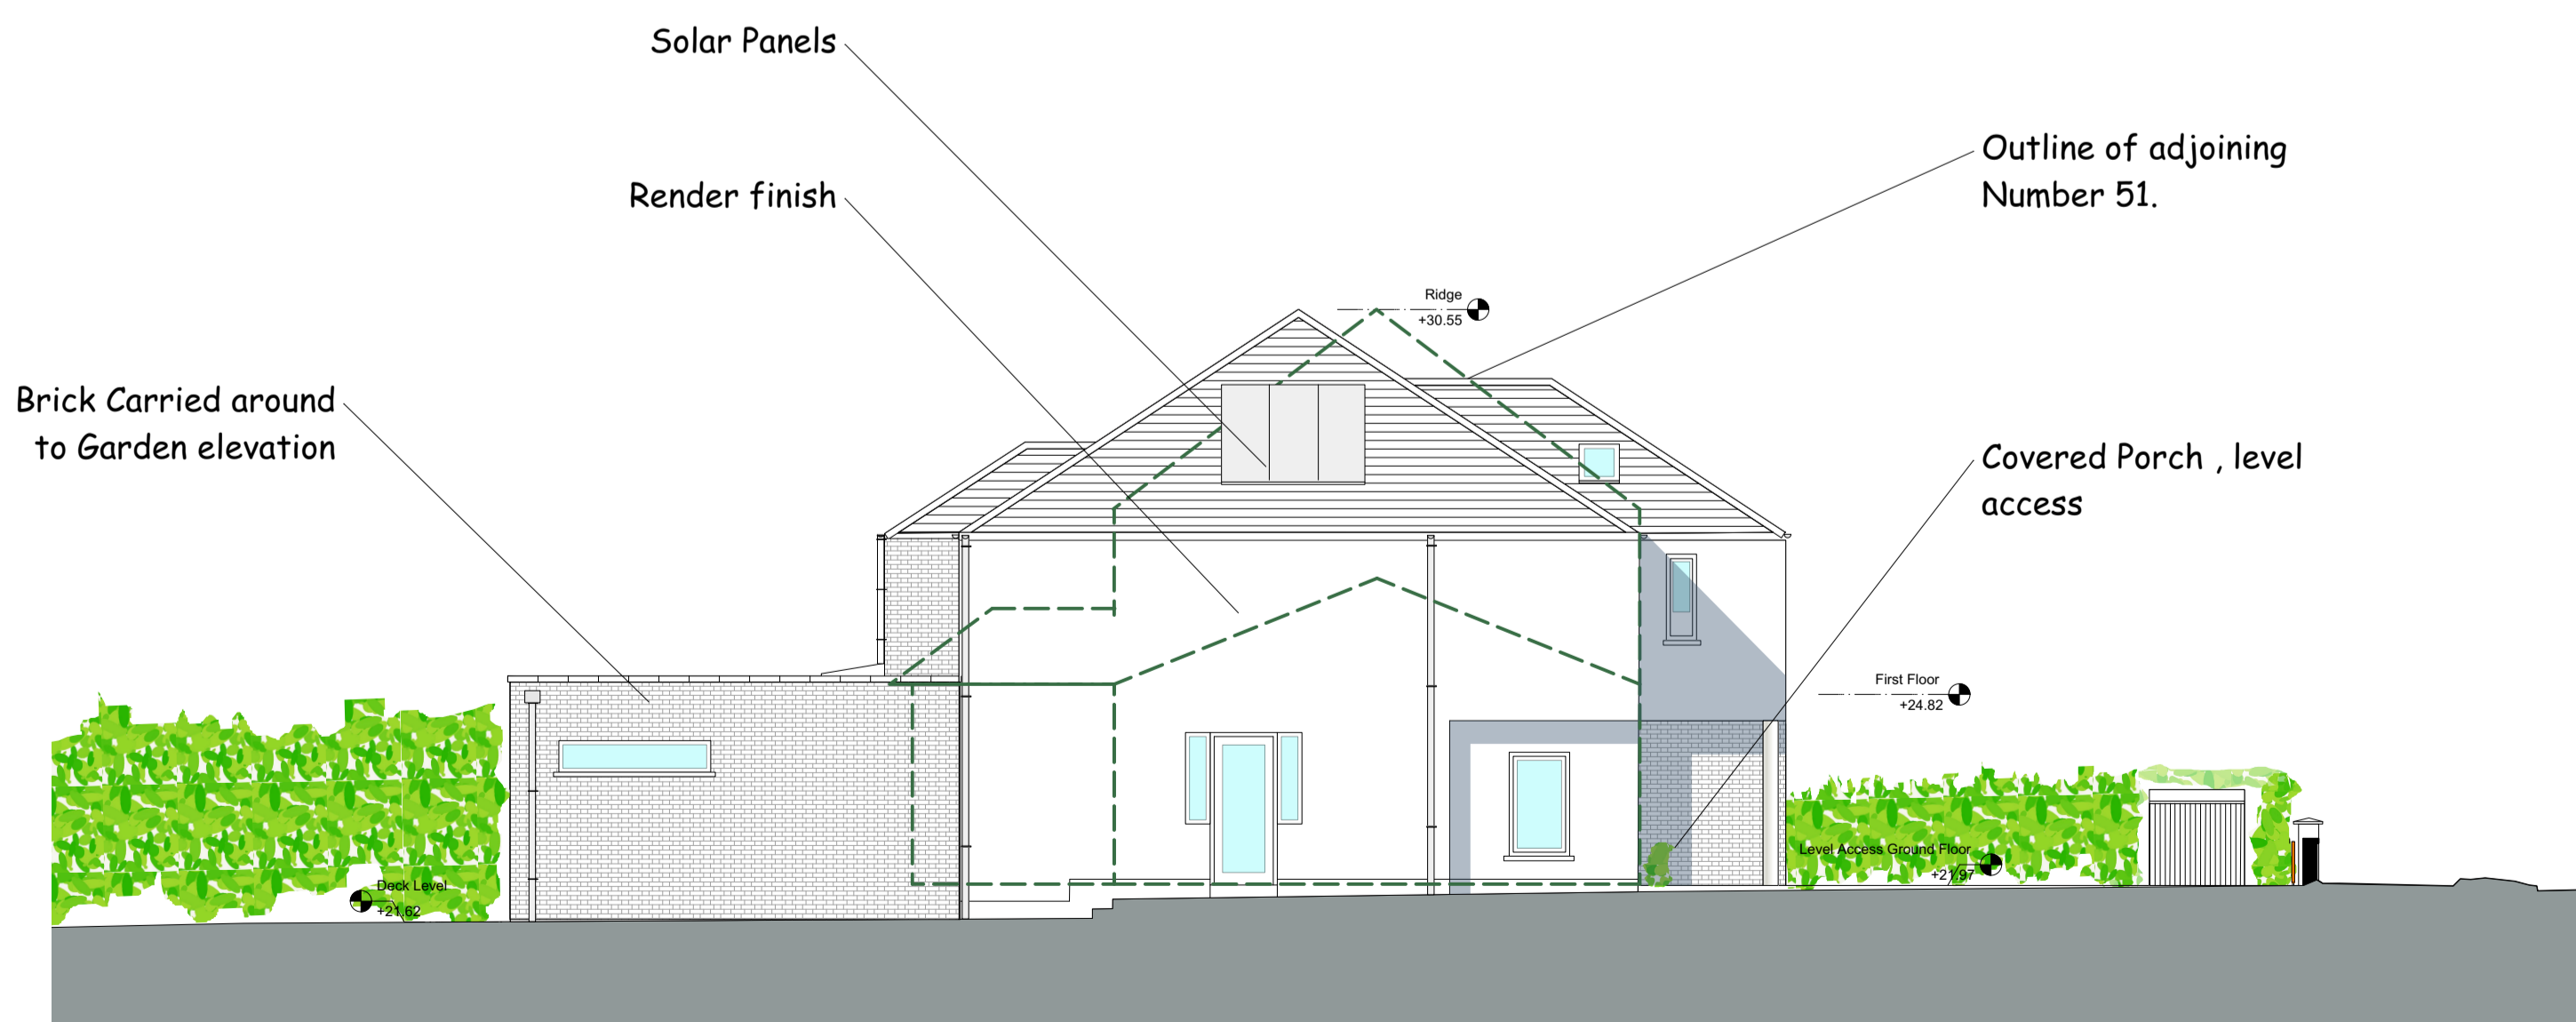 Solar Panels
Render finish
Outline of adjoining
Number 51.
Ridge
+30.55
Brick Carried around
to Garden elevation
Covered Porch , level
access
First Floor
+24.82
Level Access Ground Floor
+21.97
Deck Level
+21.62